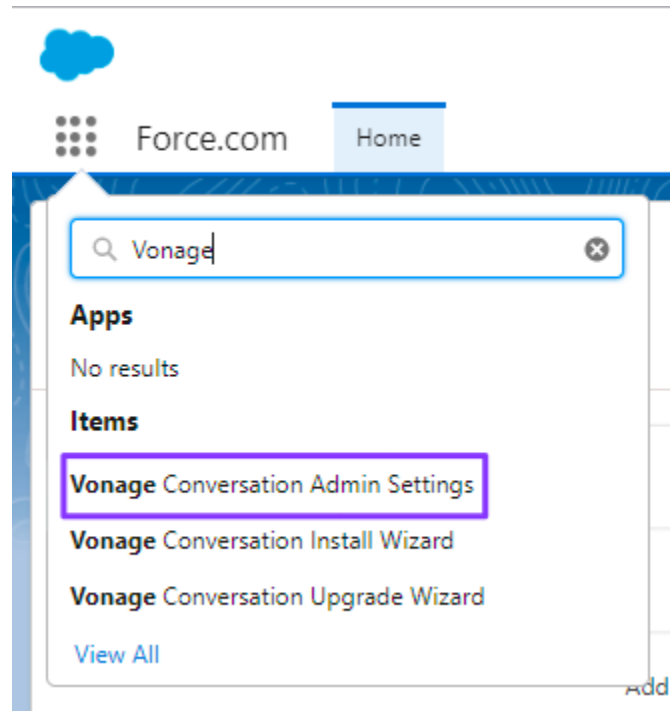 Force.com
Home
Vonage
Apps
No results
Items
Vonage Conversation Admin Settings
Vonage Conversation Install Wizard
Vonage Conversation Upgrade Wizard
View All
Add